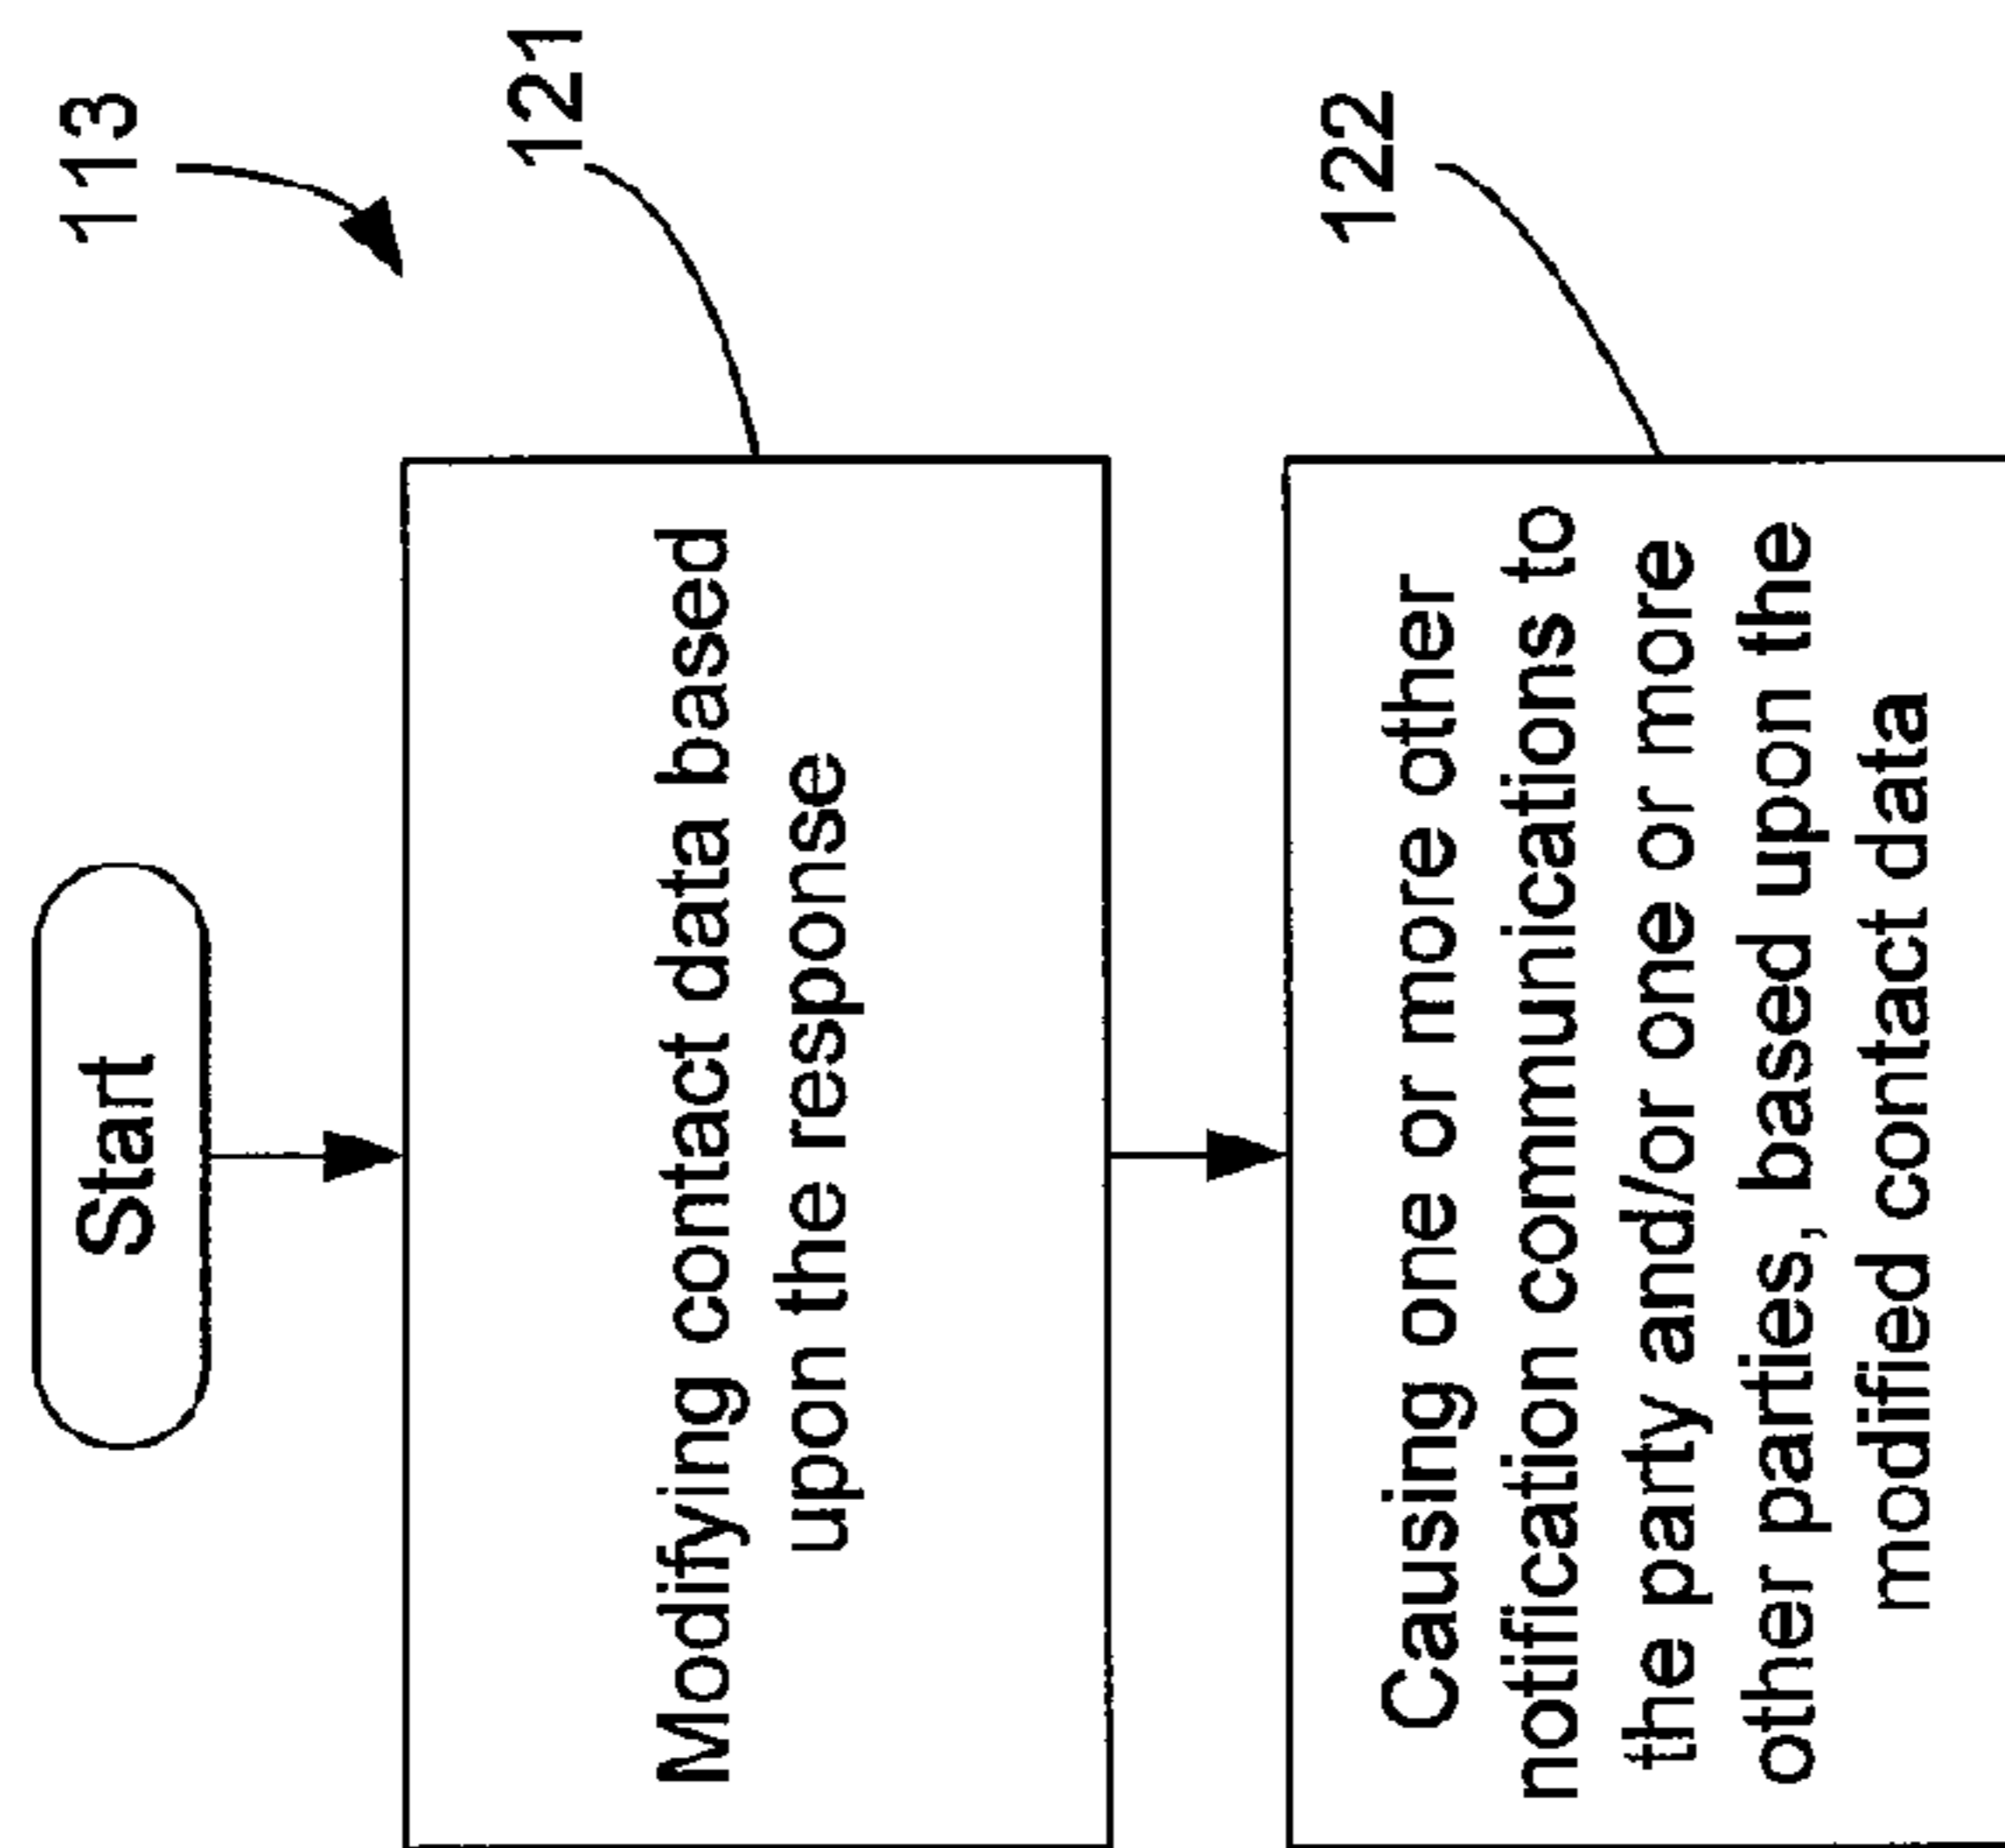 113
Start
121
Modifying contact data based
upon the response
122
Causing one or more other
notification communications to
the party and/or one or more
other parties, based upon the
modified contact data